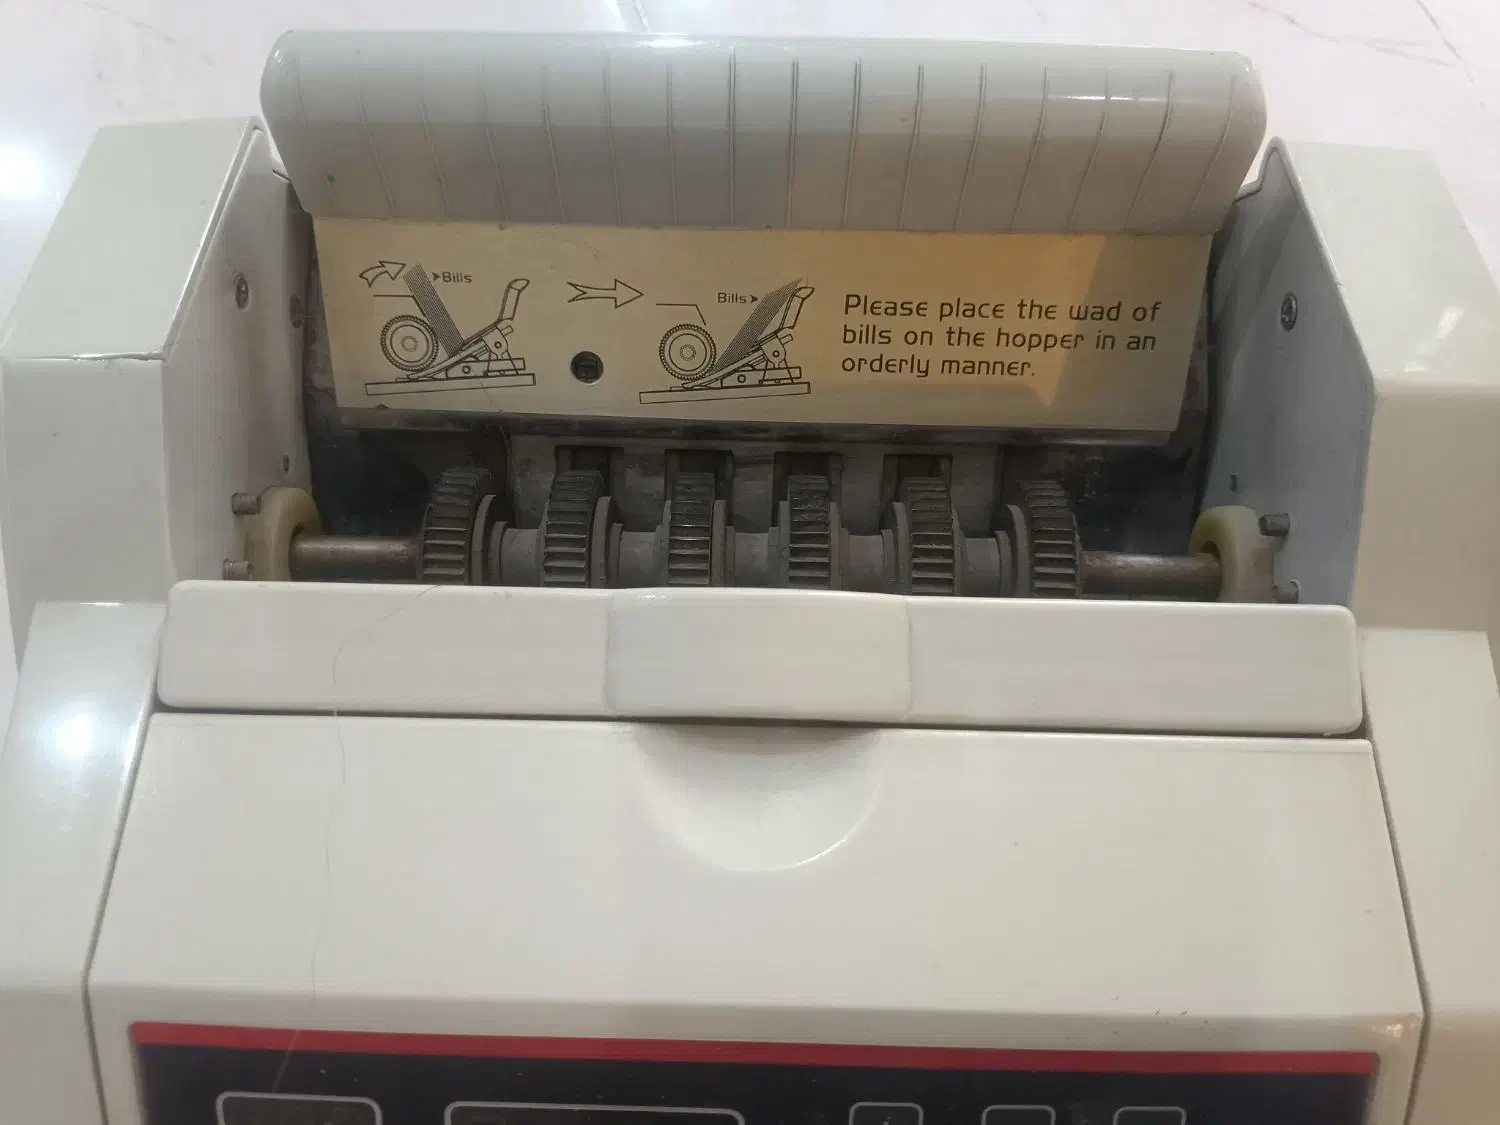 Bills
Bills
Please place the wad of
bills on the hopper in an
orderly manner.